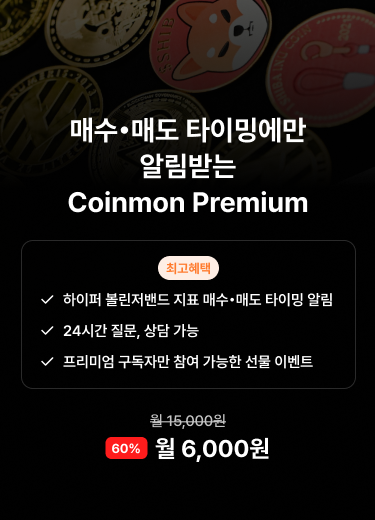 매수•매도 타이밍에만
알림받는
Coinmon Premium
최고혜택
하이퍼 볼린저밴드 지표 매수•매도 타이밍 알림
24시간 질문, 상담 가능
프리미엄 구독자만 참여 가능한 선물 이벤트
월 15,000원
60% 월 6,000원